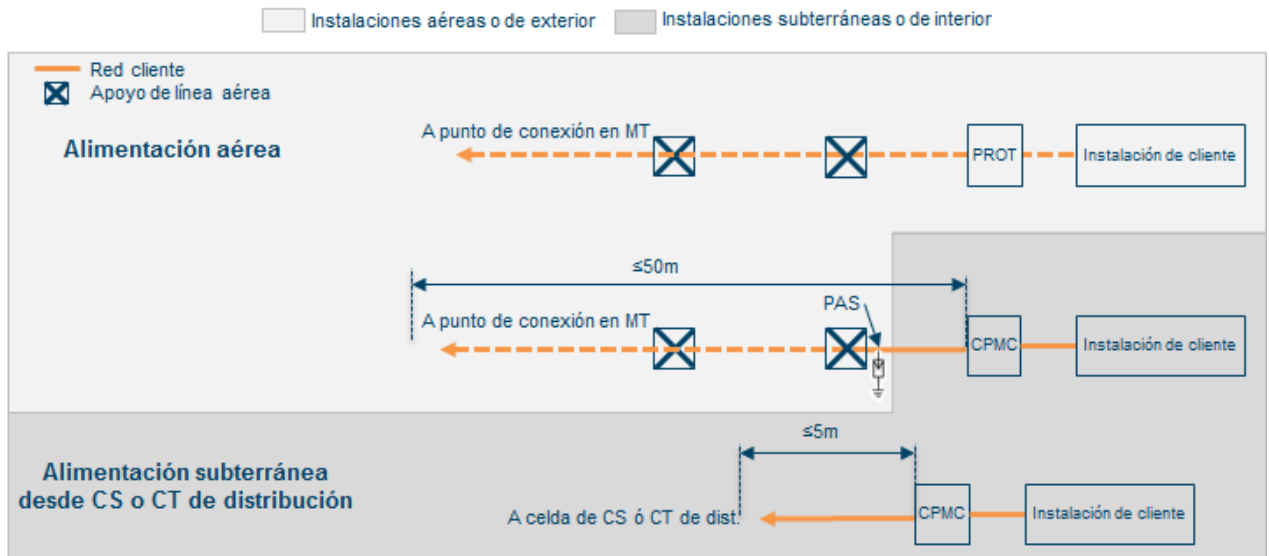 Instalaciones aéreas o de exterior
Instalaciones subterráneas o de interior
Red cliente
Apoyo de línea aérea
Alimentación aérea
A punto de conexión en MT
PROT
Instalación de cliente
≤50m
PAS
A punto de conexión en MT
CPMC
Instalación de cliente
≤5m
Alimentación subterránea
desde CS o CT de distribución
A celda de CS ó CT de dist.
CPMC
Instalación de cliente